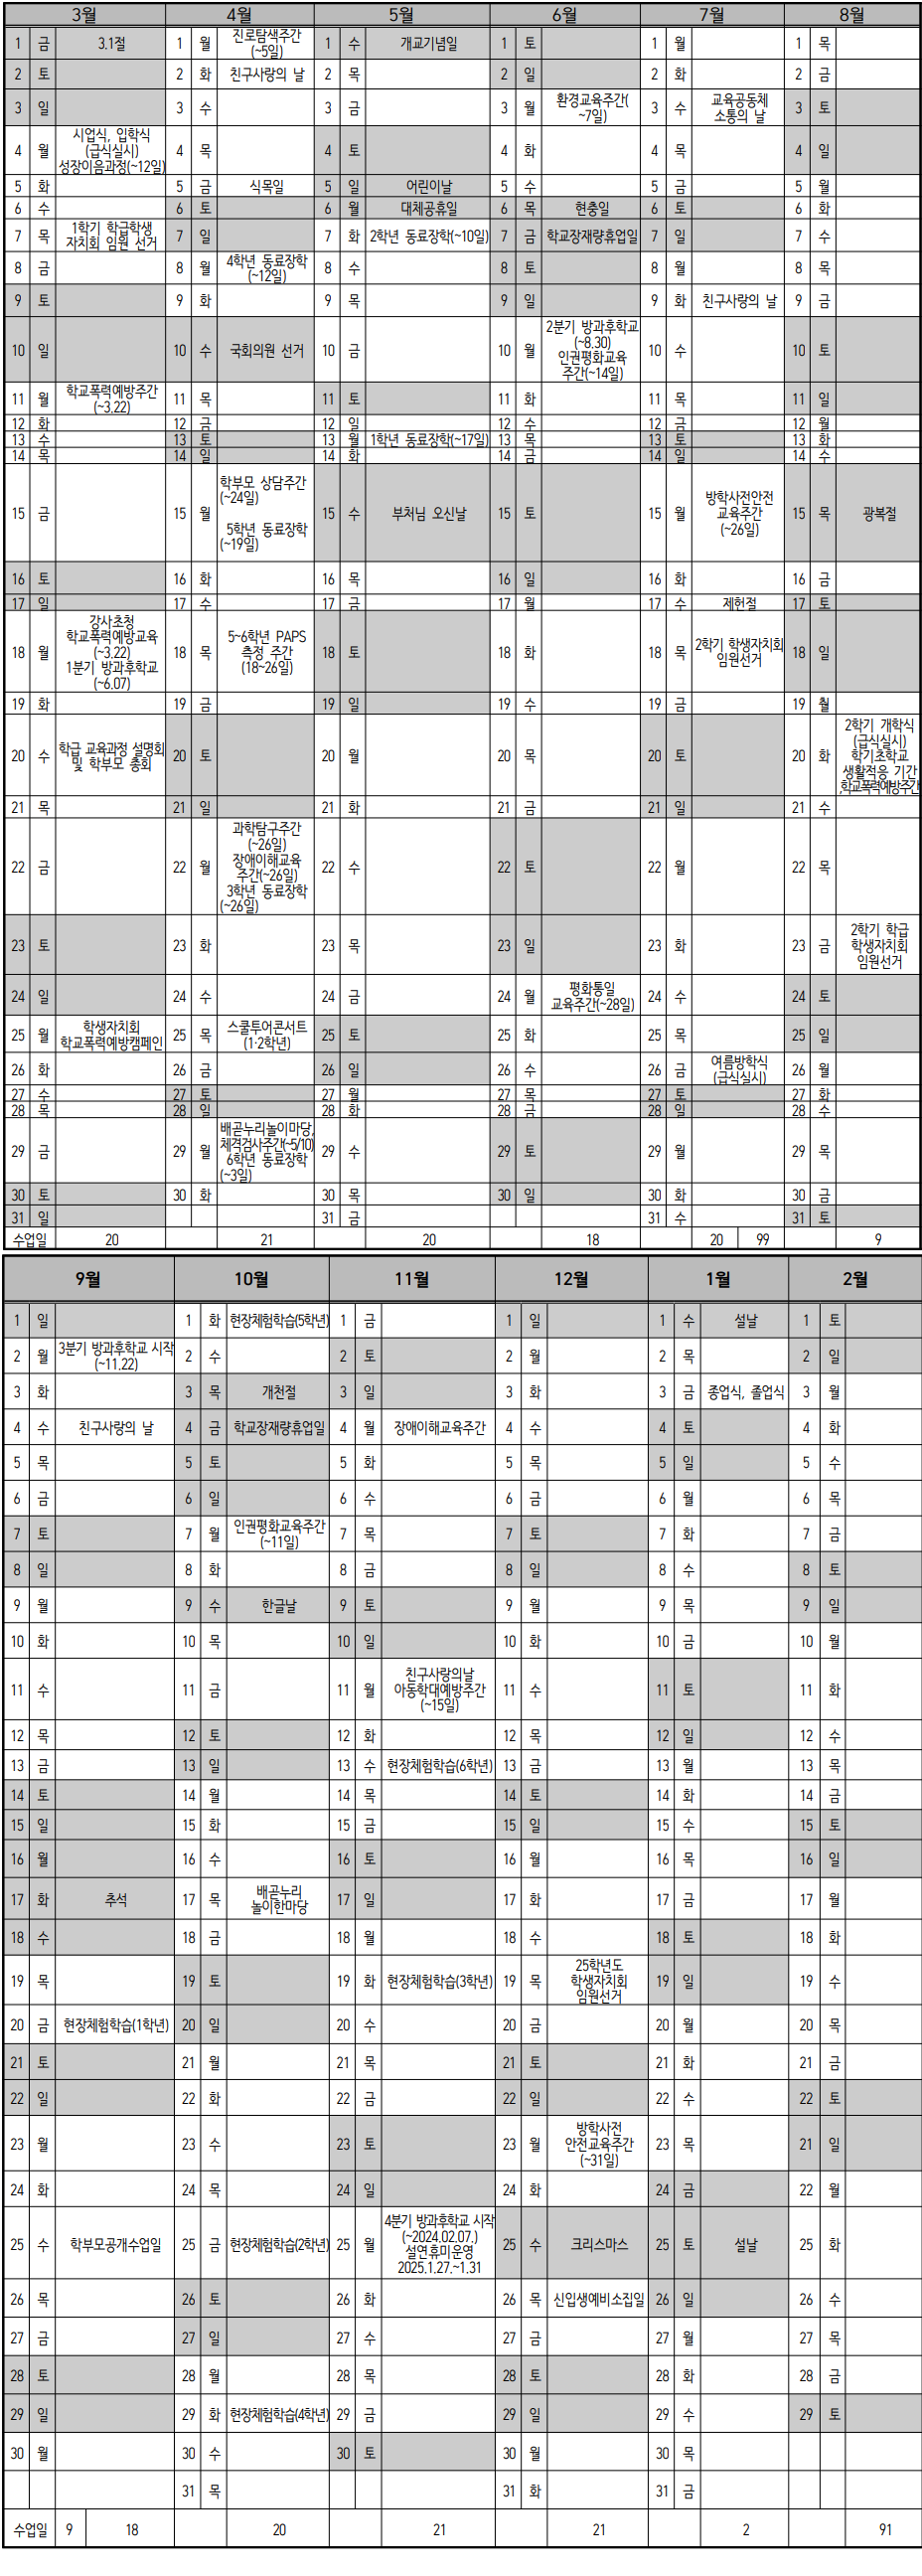 3월 4월 5월 6월 7월 8월
1 금 3.1절 1 월 진로탐색주간 (~5일) 1 수 개교기념일 1 토 1 월 1 목
2 토 2 화 친구사랑의 날 2 목 2 일 2 화 2 금
3 일 3 수 3 금 3 월 환경교육주간( ~7일) 3 수 교육공동체 소통의 날 3 토
4 월 시업식, 입학식 (급식실시) 성장이음과정(~12일) 4 목 4 토 4 화 4 목 4 일
5 화 5 금 식목일 5 일 어린이날 5 수 5 금 5 월
6 수 6 토 6 월 대체공휴일 6 목 현충일 6 토 6 화
7 목 1학기 학급학생 자치회 임원 선거 7 일 7 화 2학년 동료장학(~10일) 7 금 학교장재량휴업일 7 일 7 수
8 금 8 월 4학년 동료장학 (~12일) 8 수 8 토 8 월 8 목
9 토 9 화 9 목 9 일 9 화 친구사랑의 날 9 금
10 일 10 수 국회의원 선거 10 금 10 월 2분기 방과후학교 (~8.30) 인권평화교육 주간(~14일) 10 수 10 토
11 월 학교폭력예방주간 (~3.22) 11 목 11 토 11 화 11 목 11 일
12 화 12 금 12 일 12 수 12 금 12 월
13 수 13 토 13 월 1학년 동료장학(~17일) 13 목 13 토 13 화
14 목 14 일 14 화 14 금 14 일 14 수
15 금 15 월 학부모 상담주간 (~24일) 5학년 동료장학 (~19일) 15 수 부처님 오신날 15 토 15 월 방학사전안전 교육주간 (~26일) 15 목 광복절
16 토 16 화 16 목 16 일 16 화 16 금
17 일 17 수 17 금 17 월 17 수 제헌절 17 토
18 월 강사초청 학교폭력예방교육 (~3.22) 1분기 방과후학교 (~6.07) 18 목 5~6학년 PAPS 측정 주간 (18~26일) 18 토 18 화 18 목 2학기 학생자치회 임원선거 18 일
19 화 19 금 19 일 19 수 19 금 19 월
20 수 학급 교육과정 설명회 및 학부모 총회 20 토 20 월 20 목 20 토 20 화 2학기 개학식 (급식실시) 학기초학교 생활적응 기간 ,학교폭력예방주간
21 목 21 일 21 화 21 금 21 일 21 수
22 금 22 월 과학탐구주간 (~26일) 장애이해교육 주간(~26일) 3학년 동료장학 (~26일) 22 수 22 토 22 월 22 목
23 토 23 화 23 목 23 일 23 화 23 금 2학기 학급 학생자치회 임원선거
24 일 24 수 24 금 24 월 평화통일 교육주간(~28일) 24 수 24 토
25 월 학생자치회 학교폭력예방캠페인 25 목 스쿨투어콘서트 (1·2학년) 25 토 25 화 25 목 25 일
26 화 26 금 26 일 26 수 26 금 여름방학식 (급식실시) 26 월
27 수 27 토 27 월 27 목 27 토 27 화
28 목 28 일 28 화 28 금 28 일 28 수
29 금 29 월 배곧누리놀이마당, 체격검사주간(~5/10) 6학년 동료장학 (~3일) 29 수 29 토 29 월 29 목
30 토 30 화 30 목 30 일 30 화 30 금
31 일 31 금 31 수 31 토
수업일 20 21 20 18 20 99 9
9월 10월 11월 12월 1월 2월
1 일 1 화 현장체험학습(5학년) 1 금 1 일 1 수 설날 1 토
2 월 3분기 방과후학교 시작 (~11.22) 2 수 2 토 2 월 2 목 2 일
3 화 3 목 개천절 3 일 3 화 3 금 종업식, 졸업식 3 월
4 수 친구사랑의 날 4 금 학교장재량휴업일 4 월 장애이해교육주간 4 수 4 토 4 화
5 목 5 토 5 화 5 목 5 일 5 수
6 금 6 일 6 수 6 금 6 월 6 목
7 토 7 월 인권평화교육주간 (~11일) 7 목 7 토 7 화 7 금
8 일 8 화 8 금 8 일 8 수 8 토
9 월 9 수 한글날 9 토 9 월 9 목 9 일
10 화 10 목 10 일 10 화 10 금 10 월
11 수 11 금 11 월 친구사랑의날 아동학대예방주간 (~15일) 11 수 11 토 11 화
12 목 12 토 12 화 12 목 12 일 12 수
13 금 13 일 13 수 현장체험학습(6학년) 13 금 13 월 13 목
14 토 14 월 14 목 14 토 14 화 14 금
15 일 15 화 15 금 15 일 15 수 15 토
16 월 16 수 16 토 16 월 16 목 16 일
17 화 추석 17 목 배곧누리 놀이한마당 17 일 17 화 17 금 17 월
18 수 18 금 18 월 18 수 18 토 18 화
19 목 19 토 19 화 현장체험학습(3학년) 19 목 25학년도 학생자치회 임원선거 19 일 19 수
20 금 현장체험학습(1학년) 20 일 20 수 20 금 20 월 20 목
21 토 21 월 21 목 21 토 21 화 21 금
22 일 22 화 22 금 22 일 22 수 22 토
23 월 23 수 23 토 23 월 방학사전 안전교육주간 (~31일) 23 목 21 일
24 화 24 목 24 일 24 화 24 금 22 월
25 수 학부모공개수업일 25 금 현장체험학습(2학년) 25 월 4분기 방과후학교 시작 (~2024.02.07.) 설연휴미운영 2025.1.27.~1.31 25 수 크리스마스 25 토 설날 25 화
26 목 26 토 26 화 26 목 신입생예비소집일 26 일 26 수
27 금 27 일 27 수 27 금 27 월 27 목
28 토 28 월 28 목 28 토 28 화 28 금
29 일 29 화 현장체험학습(4학년) 29 금 29 일 29 수 29 토
30 월 30 수 30 토 30 월 30 목
31 목 31 화 31 금
수업일 9 18 20 21 21 2 91